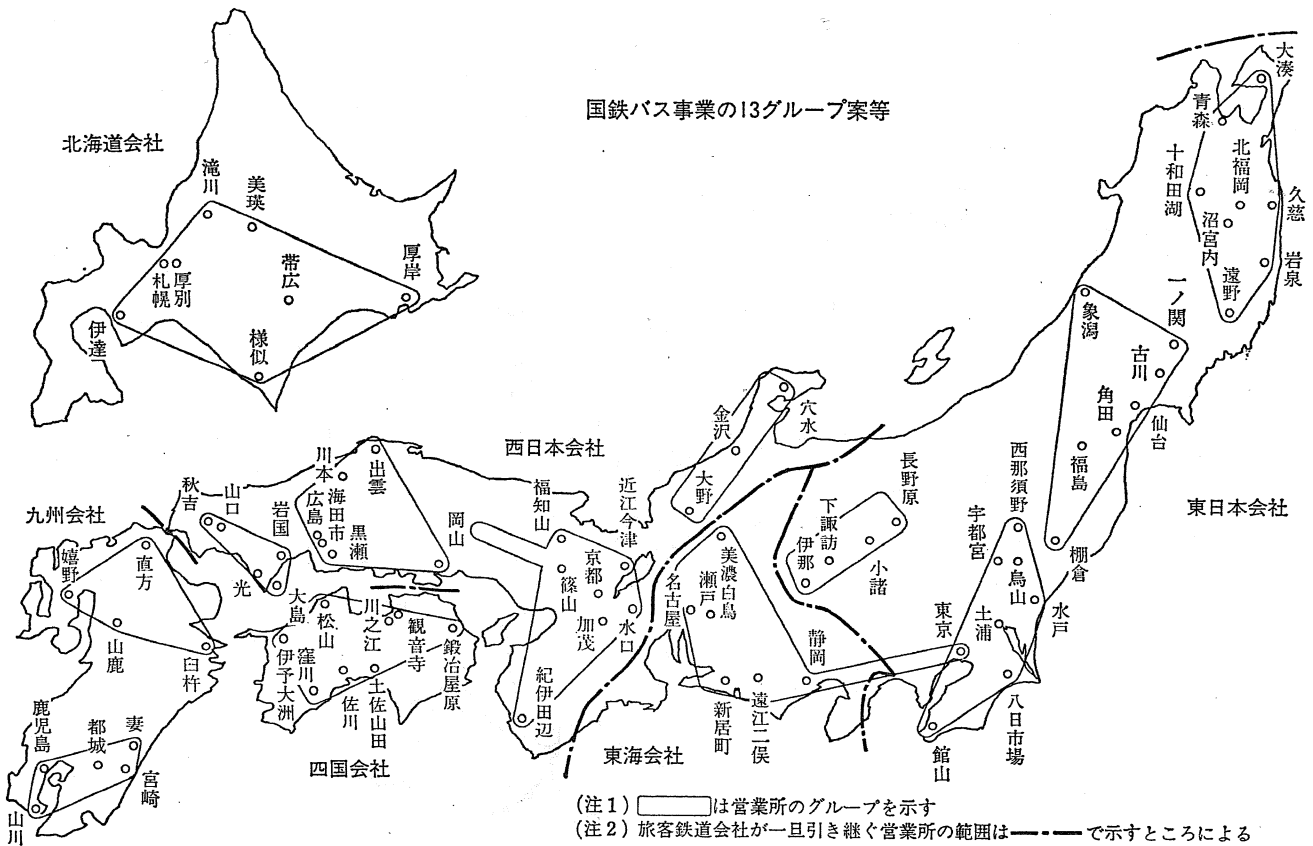 国鉄バス事業の13グループ案等
北海道会社
滝川
美瑛
厚岸
帯広
札幌
厚別
伊達
様似
大湊
青森
十和田湖
北福岡
久慈
沼宮内
岩泉
遠野
一ノ関
象潟
古川
角田
仙台
福島
棚倉
東日本会社
西那須野
宇都宮
烏山
水戸
土浦
東京
八日市場
館山
長野原
下諏訪
伊那
小諸
穴水
金沢
大野
西日本会社
近江今津
福知山
京都
篠山
加茂
水口
岡山
紀伊田辺
出雲
川本
海田市
広島
黒瀬
岩国
山口
秋吉
光
大島
東海会社
美濃白鳥
瀬戸
名古屋
静岡
遠江二俣
新居町
四国会社
松山
川之江
観音寺
鍛冶屋原
伊予大洲
窪川
佐川
土佐山田
九州会社
嬉野
直方
山鹿
臼杵
鹿児島
都城
妻
宮崎
山川
(注1) は営業所のグループを示す
(注2) 旅客鉄道会社が一旦引き継ぐ営業所の範囲は で示すところによる